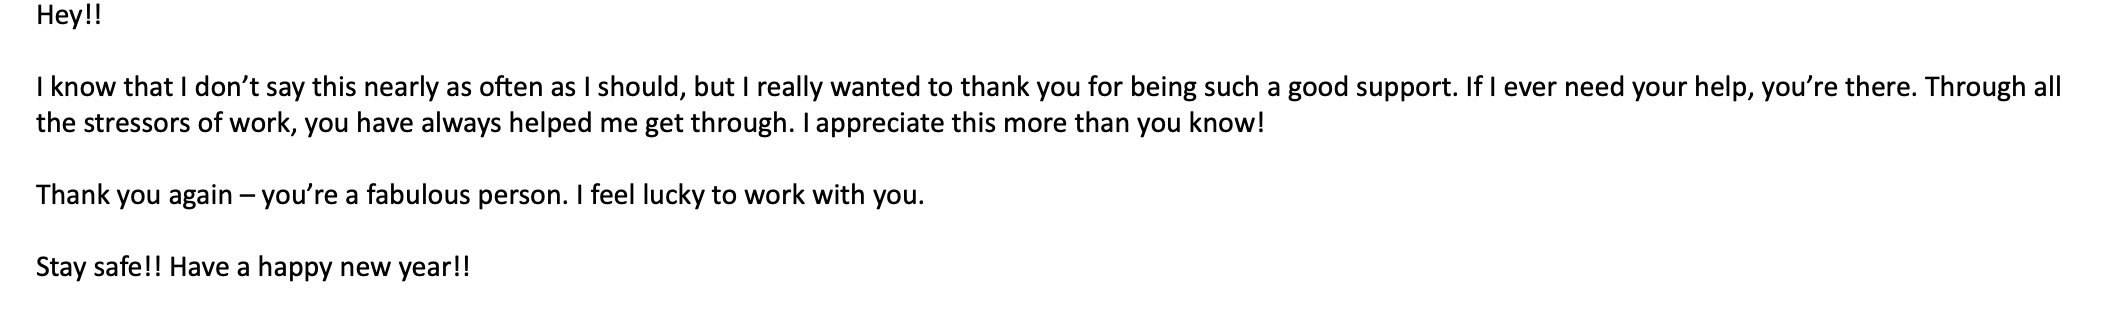 Hey!!
I know that I don’t say this nearly as often as I should, but I really wanted to thank you for being such a good support. If I ever need your help, you’re there. Through all
the stressors of work, you have always helped me get through. I appreciate this more than you know!
Thank you again – you’re a fabulous person. I feel lucky to work with you.
Stay safe!! Have a happy new year!!